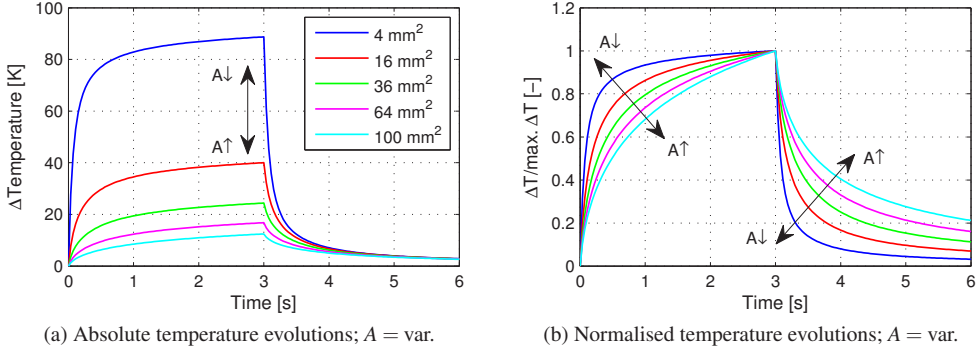 100
80
60
40
20
0
ΔTemperature [K]
0 1 2 3 4 5 6
Time [s]
4 mm²
16 mm²
36 mm²
64 mm²
100 mm²
A↓
A↑
(a) Absolute temperature evolutions; A = var.
1.2
1
0.8
0.6
0.4
0.2
0
ΔT/max. ΔT [–]
0 1 2 3 4 5 6
Time [s]
A↓
A↑
A↑
A↓
(b) Normalised temperature evolutions; A = var.